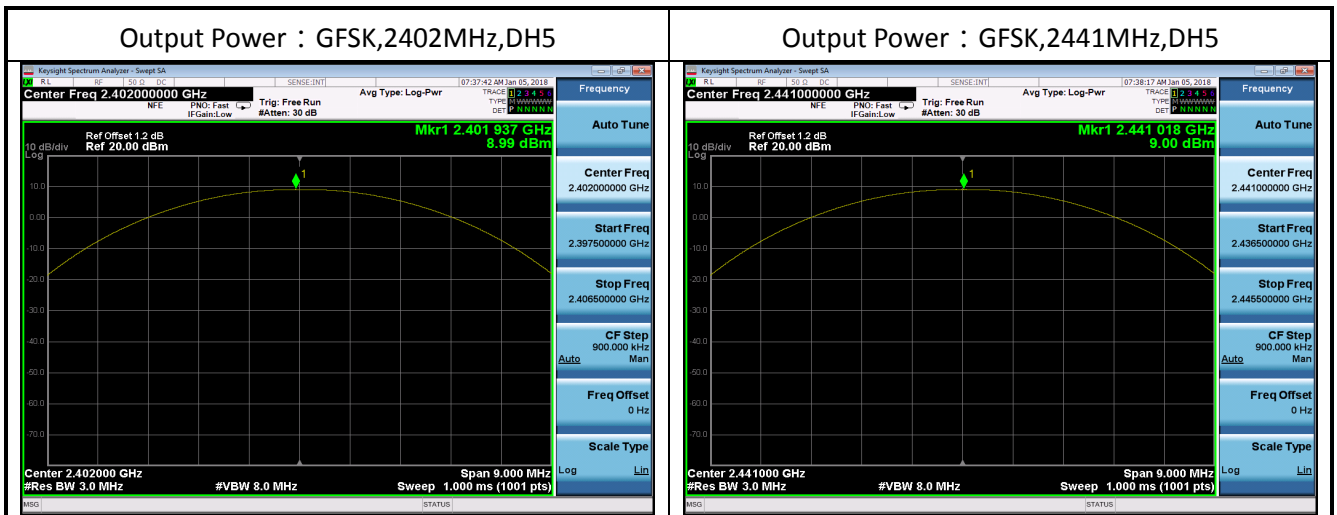 Output Power：GFSK,2402MHz,DH5
Keysight Spectrum Analyzer - Swept SA
LXI RL RF 50 Ω DC SENSE:INT 07:37:42 AM Jan 05, 2018
Center Freq 2.402000000 GHz Avg Type: Log-Pwr TRACE 1 2 3 4 5 6
NFE PNO: Fast Trig: Free Run TYPE M WWWWW
IFGain:Low #Atten: 30 dB DET P N N N N N
Mkr1 2.401 937 GHz
8.99 dBm
Ref Offset 1.2 dB
10 dB/div Ref 20.00 dBm
Log
1
10.0
0.00
-10.0
-20.0
-30.0
-40.0
-50.0
-60.0
-70.0
Center 2.402000 GHz Span 9.000 MHz
#Res BW 3.0 MHz #VBW 8.0 MHz Sweep 1.000 ms (1001 pts)
MSG STATUS
Frequency
Auto Tune
Center Freq
2.402000000 GHz
Start Freq
2.397500000 GHz
Stop Freq
2.406500000 GHz
CF Step
900.000 kHz
Auto Man
Freq Offset
0 Hz
Scale Type
Log Lin
Output Power：GFSK,2441MHz,DH5
Keysight Spectrum Analyzer - Swept SA
LXI RL RF 50 Ω DC SENSE:INT 07:38:17 AM Jan 05, 2018
Center Freq 2.441000000 GHz Avg Type: Log-Pwr TRACE 1 2 3 4 5 6
NFE PNO: Fast Trig: Free Run TYPE M WWWWW
IFGain:Low #Atten: 30 dB DET P N N N N N
Mkr1 2.441 018 GHz
9.00 dBm
Ref Offset 1.2 dB
10 dB/div Ref 20.00 dBm
Log
1
10.0
0.00
-10.0
-20.0
-30.0
-40.0
-50.0
-60.0
-70.0
Center 2.441000 GHz Span 9.000 MHz
#Res BW 3.0 MHz #VBW 8.0 MHz Sweep 1.000 ms (1001 pts)
MSG STATUS
Frequency
Auto Tune
Center Freq
2.441000000 GHz
Start Freq
2.436500000 GHz
Stop Freq
2.445500000 GHz
CF Step
900.000 kHz
Auto Man
Freq Offset
0 Hz
Scale Type
Log Lin